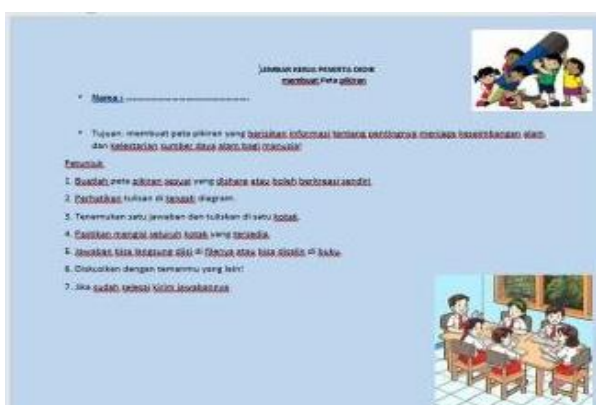 LEMBAR KERJA PESERTA DIDIK
membuat Peta pikiran
• Nama : ............................................
• Tujuan: membuat peta pikiran yang berisikan informasi tentang pentingnya menjaga keseimbangan alam
dan kelestarian sumber daya alam bagi manusia!
Petunjuk
1. Buatlah peta pikiran sesuai yang dishare atau boleh berkreasi sendiri
2. Perhatikan tulisan di tengah diagram.
3. Temukan satu jawaban dan tuliskan di satu kotak.
4. Pastikan mengisi seluruh kotak yang tersedia.
5. Jawaban bisa langsung diisi di filenya atau bisa disalin di buku.
6. Diskusikan dengan temanmu yang lain!
7. Jika sudah selesai kirim jawabannya